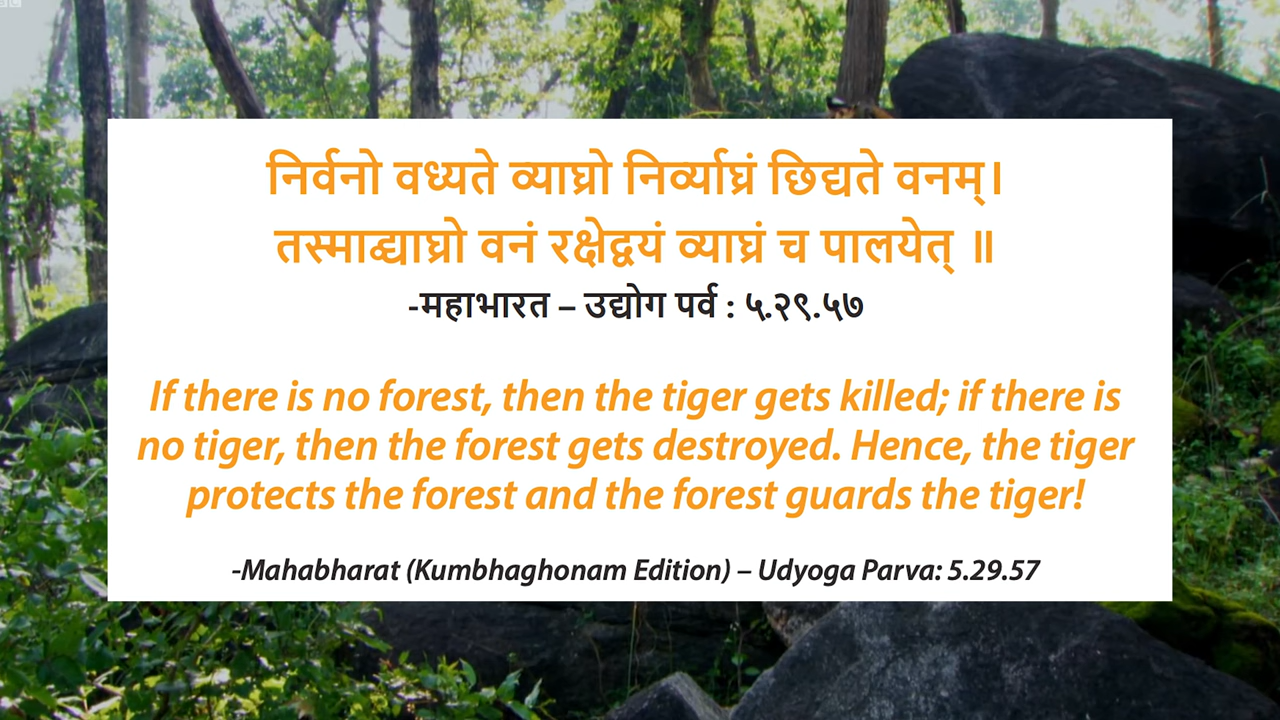 BBC
निर्वनो वध्यते व्याघ्रो निर्व्याघ्रं छिद्यते वनम्।
तस्माद्व्याघ्रो वनं रक्षेद्वयं व्याघ्रं च पालयेत् ॥
-महाभारत – उद्योग पर्व : ५.२९.५७
If there is no forest, then the tiger gets killed; if there is
no tiger, then the forest gets destroyed. Hence, the tiger
protects the forest and the forest guards the tiger!
-Mahabharat (Kumbhaghonam Edition) – Udyoga Parva: 5.29.57